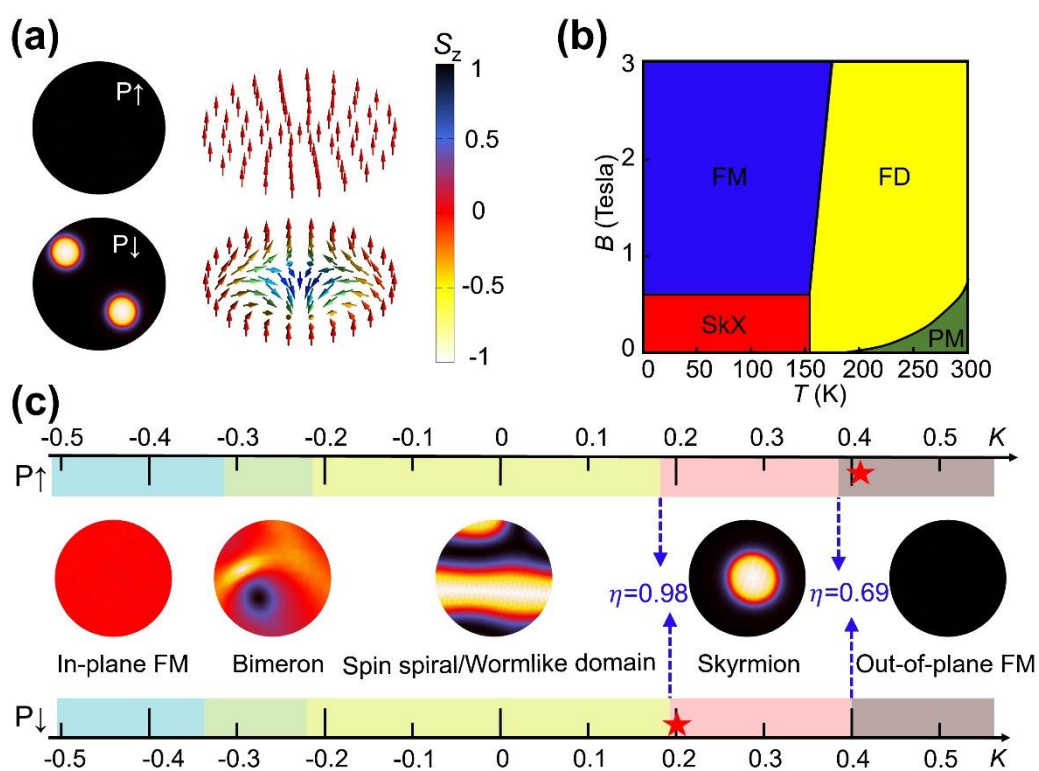 (a)
P↑
P↓
S_z
1
0.5
0
-0.5
-1
(b)
B (Tesla)
3
2
1
0
FM
FD
SkX
PM
0 50 100 150 200 250 300
T (K)
(c)
-0.5 -0.4 -0.3 -0.2 -0.1 0 0.1 0.2 0.3 0.4 0.5 K
P↑
η=0.98 η=0.69
In-plane FM Bimeron Spin spiral/Wormlike domain Skyrmion Out-of-plane FM
P↓
-0.5 -0.4 -0.3 -0.2 -0.1 0 0.1 0.2 0.3 0.4 0.5 K